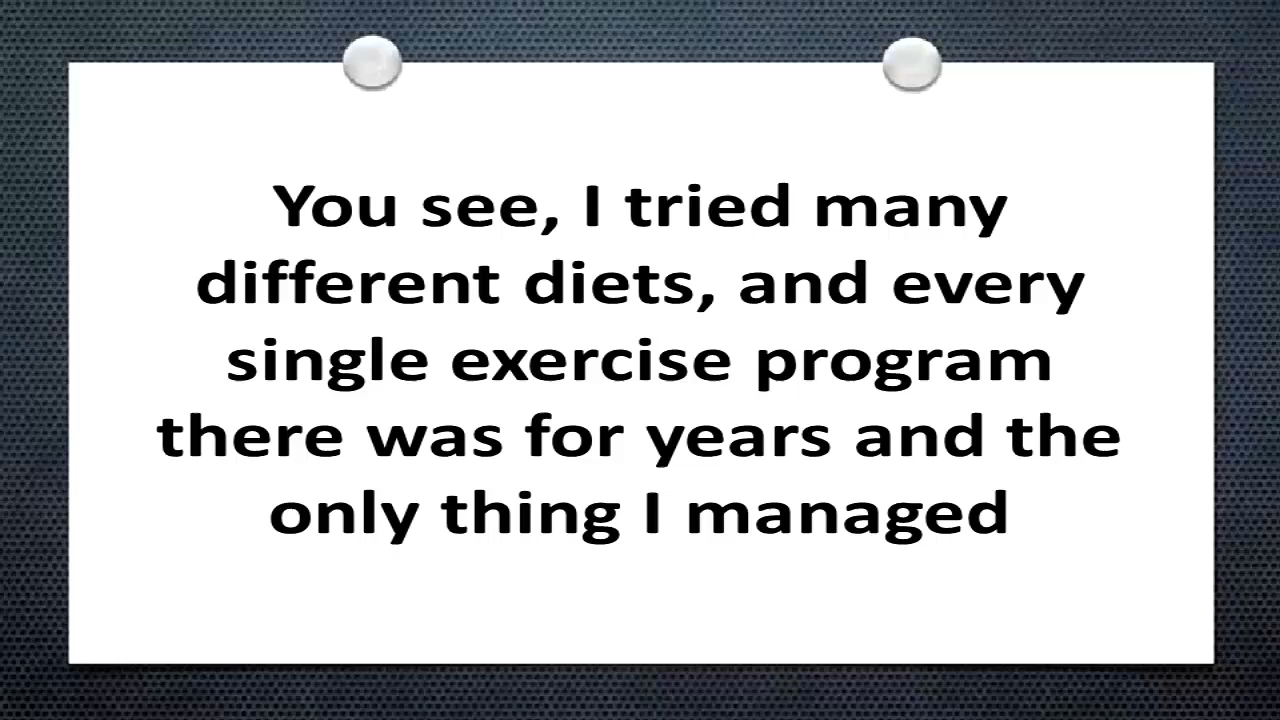 You see, I tried many
different diets, and every
single exercise program
there was for years and the
only thing I managed